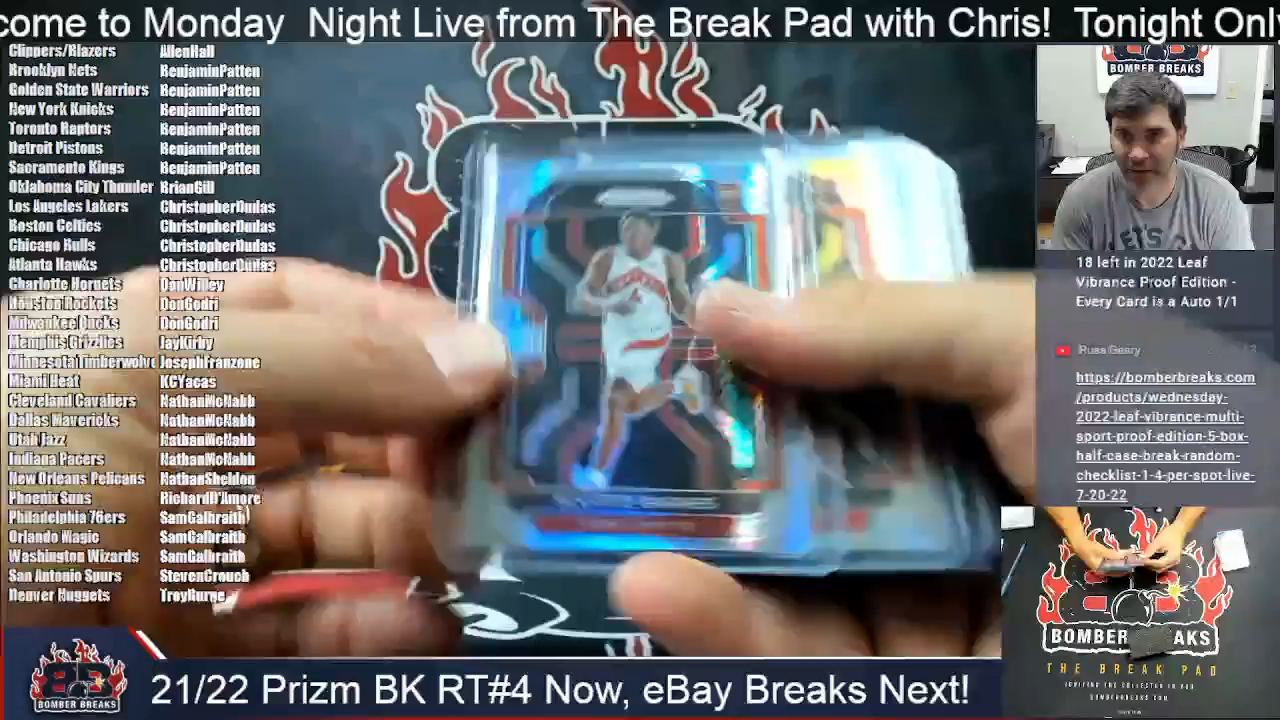 come to Monday  Night Live from The Break Pad with Chris!  Tonight Only
Clippers/Blazers AllenHall
Brooklyn Nets BenjaminPatten
Golden State Warriors BenjaminPatten
New York Knicks BenjaminPatten
Toronto Raptors BenjaminPatten
Detroit Pistons BenjaminPatten
Sacramento Kings BenjaminPatten
Oklahoma City Thunder BrianGill
Los Angeles Lakers ChristopherDudas
Boston Celtics ChristopherDudas
Chicago Bulls ChristopherDudas
Atlanta Hawks ChristopherDudas
Charlotte Hornets DonWilley
Houston Rockets DonGodri
Milwaukee Bucks DonGodri
Memphis Grizzlies JayKirby
Minnesota Timberwolve JosephFranzone
Miami Heat KCYacas
Cleveland Cavaliers NathanMcNabb
Dallas Mavericks NathanMcNabb
Utah Jazz NathanMcNabb
Indiana Pacers NathanMcNabb
New Orleans Pelicans NathanSheldon
Phoenix Suns RichardD'Amore
Philadelphia 76ers SamGalbraith
Orlando Magic SamGalbraith
Washington Wizards SamGalbraith
San Antonio Spurs StevenCrouch
Denver Nuggets TroyBurne
BOMBER BREAKS
18 left in 2022 Leaf
Vibrance Proof Edition -
Every Card is a Auto 1/1
Russ Geary
https://bomberbreaks.com
/products/wednesday-
2022-leaf-vibrance-multi-
sport-proof-edition-5-box-
half-case-break-random-
checklist-1-4-per-spot-live-
7-20-22
BOMBER AKS
THE BREAK PAD
BOMBERBREAKS.COM
BOMBER BREAKS
21/22 Prizm BK RT#4 Now, eBay Breaks Next!